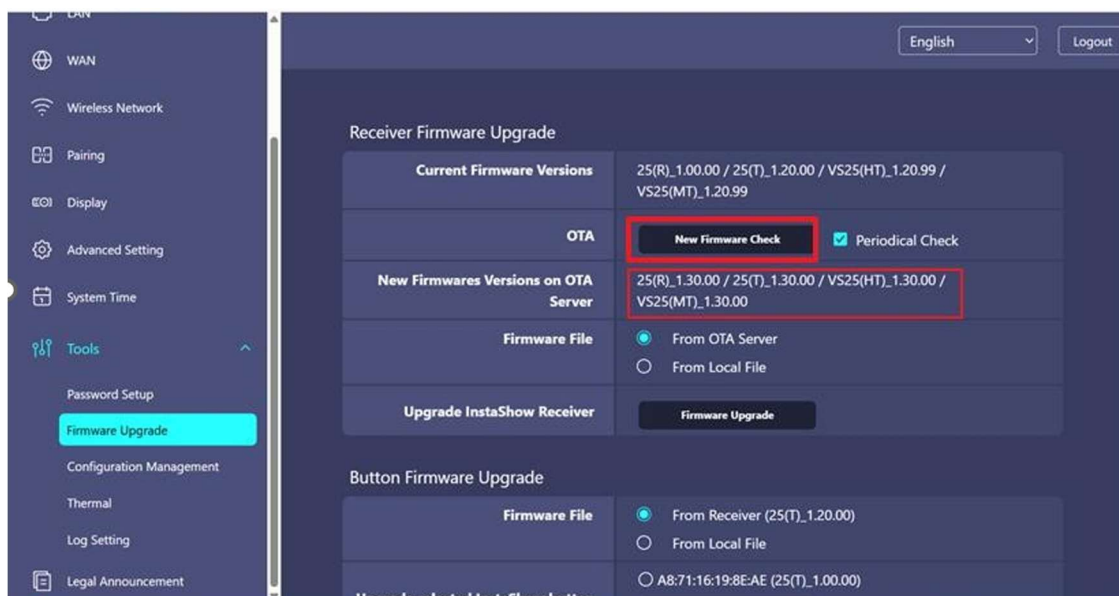 LAN
WAN
Wireless Network
Pairing
Display
Advanced Setting
System Time
Tools
Password Setup
Firmware Upgrade
Configuration Management
Thermal
Log Setting
Legal Announcement
English
Logout
Receiver Firmware Upgrade
Current Firmware Versions
25(R)_1.00.00 / 25(T)_1.20.00 / VS25(HT)_1.20.99 /
VS25(MT)_1.20.99
OTA
New Firmware Check
Periodical Check
New Firmwares Versions on OTA
Server
25(R)_1.30.00 / 25(T)_1.30.00 / VS25(HT)_1.30.00 /
VS25(MT)_1.30.00
Firmware File
From OTA Server
From Local File
Upgrade InstaShow Receiver
Firmware Upgrade
Button Firmware Upgrade
Firmware File
From Receiver (25(T)_1.20.00)
From Local File
A8:71:16:19:8E:AE (25(T)_1.00.00)